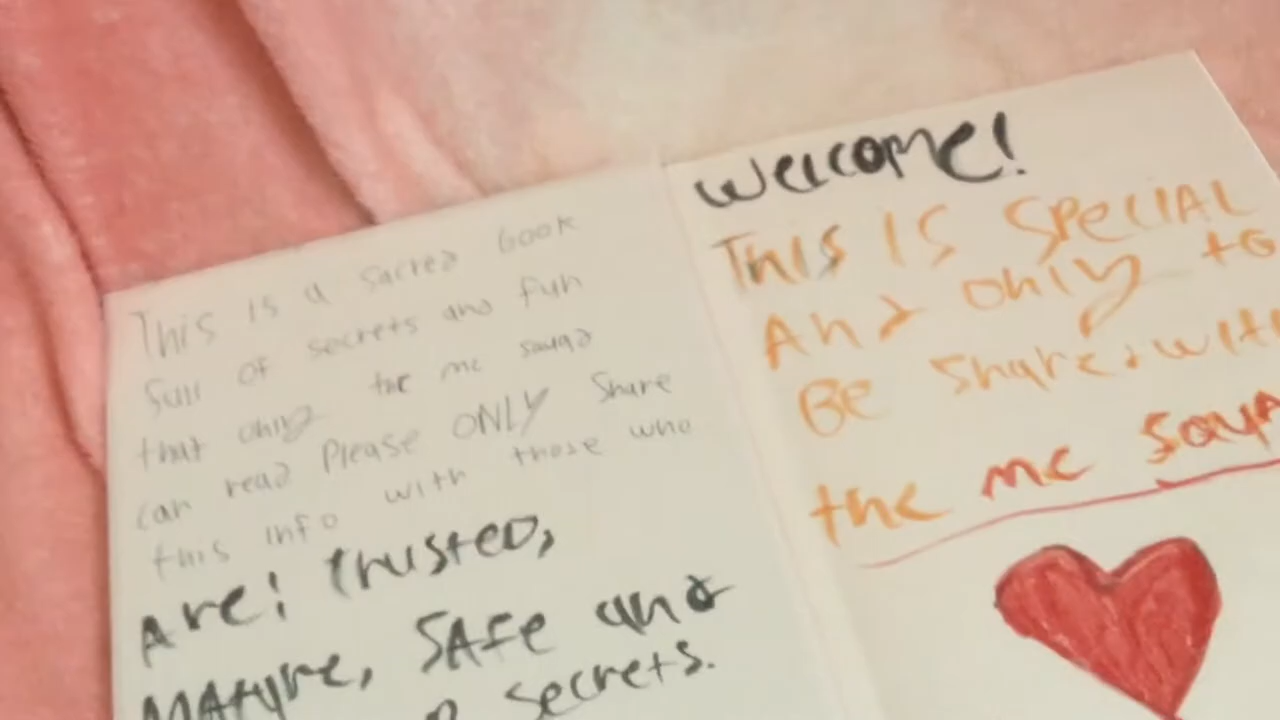 This is a sacred book
full of secrets and fun
that only the mc squad
can read Please ONLY Share
this info with those who
Are: trusted,
MAture, SAFe and
secrets.
Welcome!
This IS SpeCIAL
And only to
Be shared with
the mc